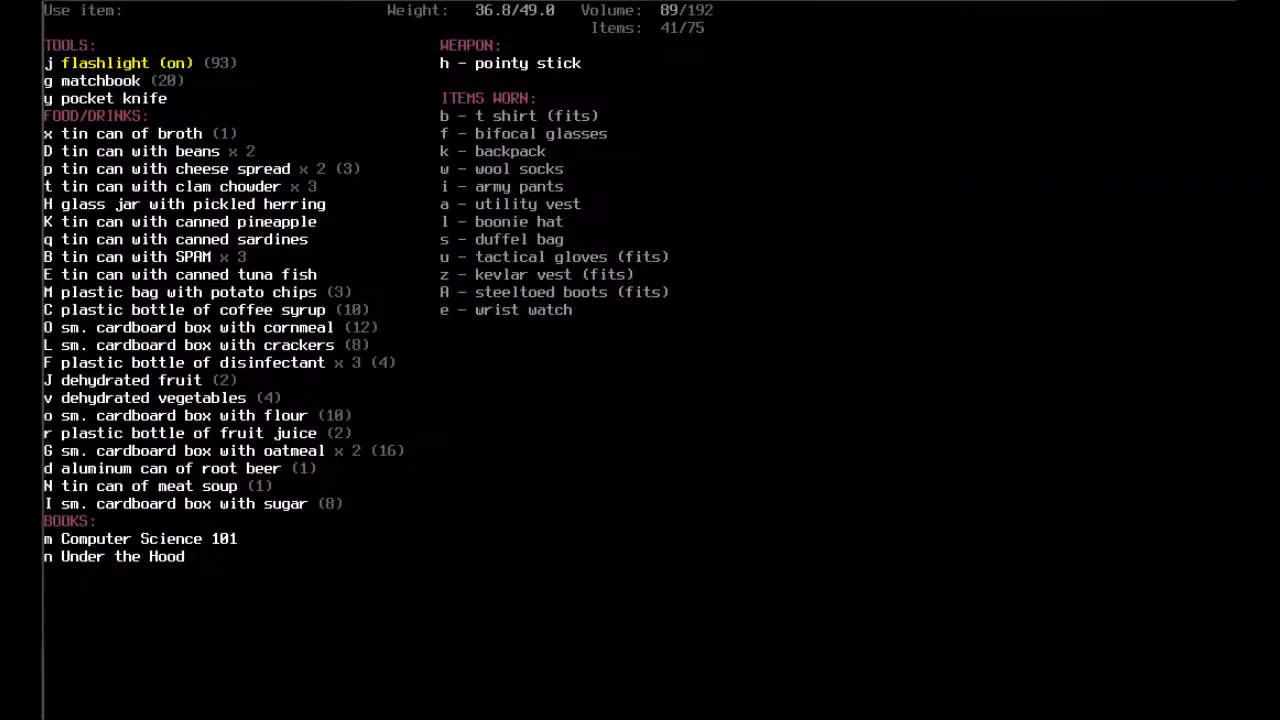 Use item: Weight: 36.8/49.0 Volume: 89/192
Items: 41/75
TOOLS:
j flashlight (on) (93)
g matchbook (20)
y pocket knife
FOOD/DRINKS:
x tin can of broth (1)
D tin can with beans x 2
p tin can with cheese spread x 2 (3)
t tin can with clam chowder x 3
H glass jar with pickled herring
K tin can with canned pineapple
q tin can with canned sardines
B tin can with SPAM x 3
E tin can with canned tuna fish
M plastic bag with potato chips (3)
C plastic bottle of coffee syrup (10)
O sm. cardboard box with cornmeal (12)
L sm. cardboard box with crackers (8)
F plastic bottle of disinfectant x 3 (4)
J dehydrated fruit (2)
v dehydrated vegetables (4)
o sm. cardboard box with flour (10)
r plastic bottle of fruit juice (2)
G sm. cardboard box with oatmeal x 2 (16)
d aluminum can of root beer (1)
N tin can of meat soup (1)
I sm. cardboard box with sugar (8)
BOOKS:
m Computer Science 101
n Under the Hood
WEAPON:
h - pointy stick
ITEMS WORN:
b - t shirt (fits)
f - bifocal glasses
k - backpack
w - wool socks
i - army pants
a - utility vest
l - boonie hat
s - duffel bag
u - tactical gloves (fits)
z - kevlar vest (fits)
A - steeltoed boots (fits)
e - wrist watch